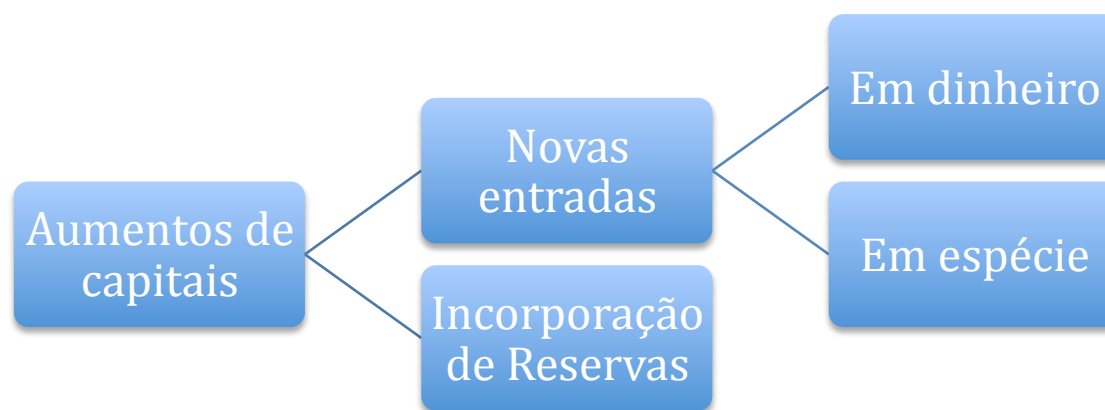 Aumentos de
capitais
Novas
entradas
Em dinheiro
Em espécie
Incorporação
de Reservas